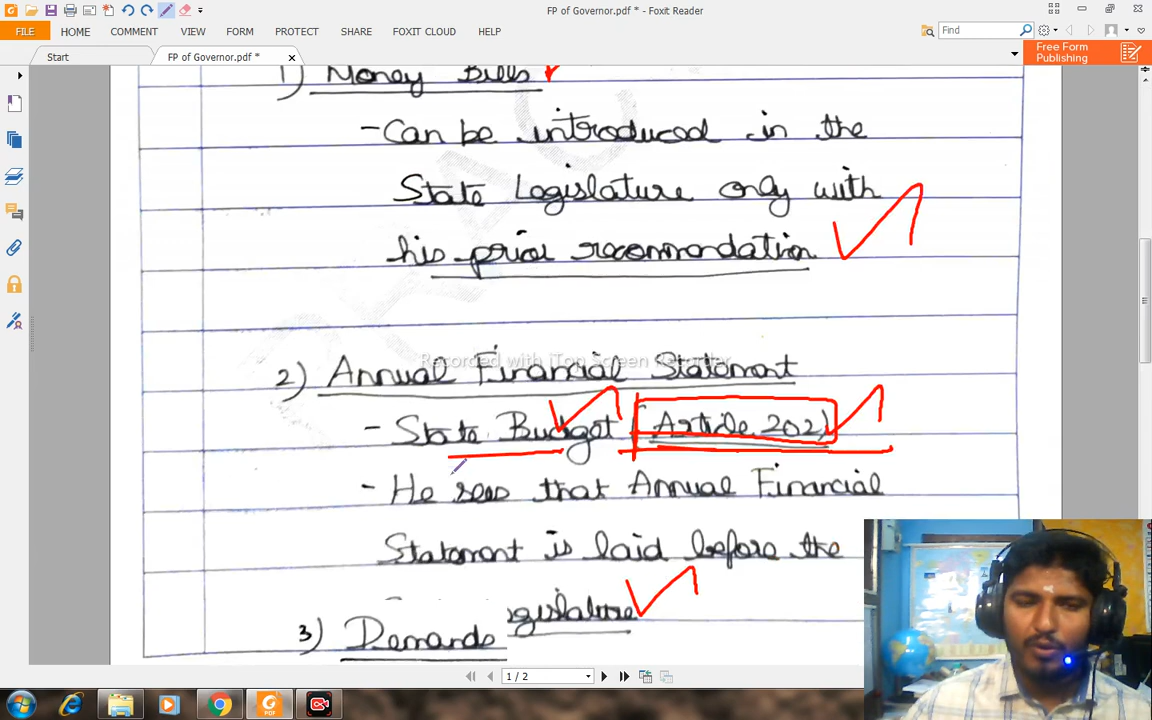 FP of Governor.pdf * - Foxit Reader
FILE HOME COMMENT VIEW FORM PROTECT SHARE FOXIT CLOUD HELP
Find
Start FP of Governor.pdf *
Free Form Publishing
1) Money Bills
- Can be introduced in the
State Legislature only with
his prior recommendation
Recorded with iTop Screen Recorder
2) Annual Financial Statement
- State Budget (Article 202)
- He sees that Annual Financial
Statement is laid before the
gislature
3) Demands
1 / 2
PDF